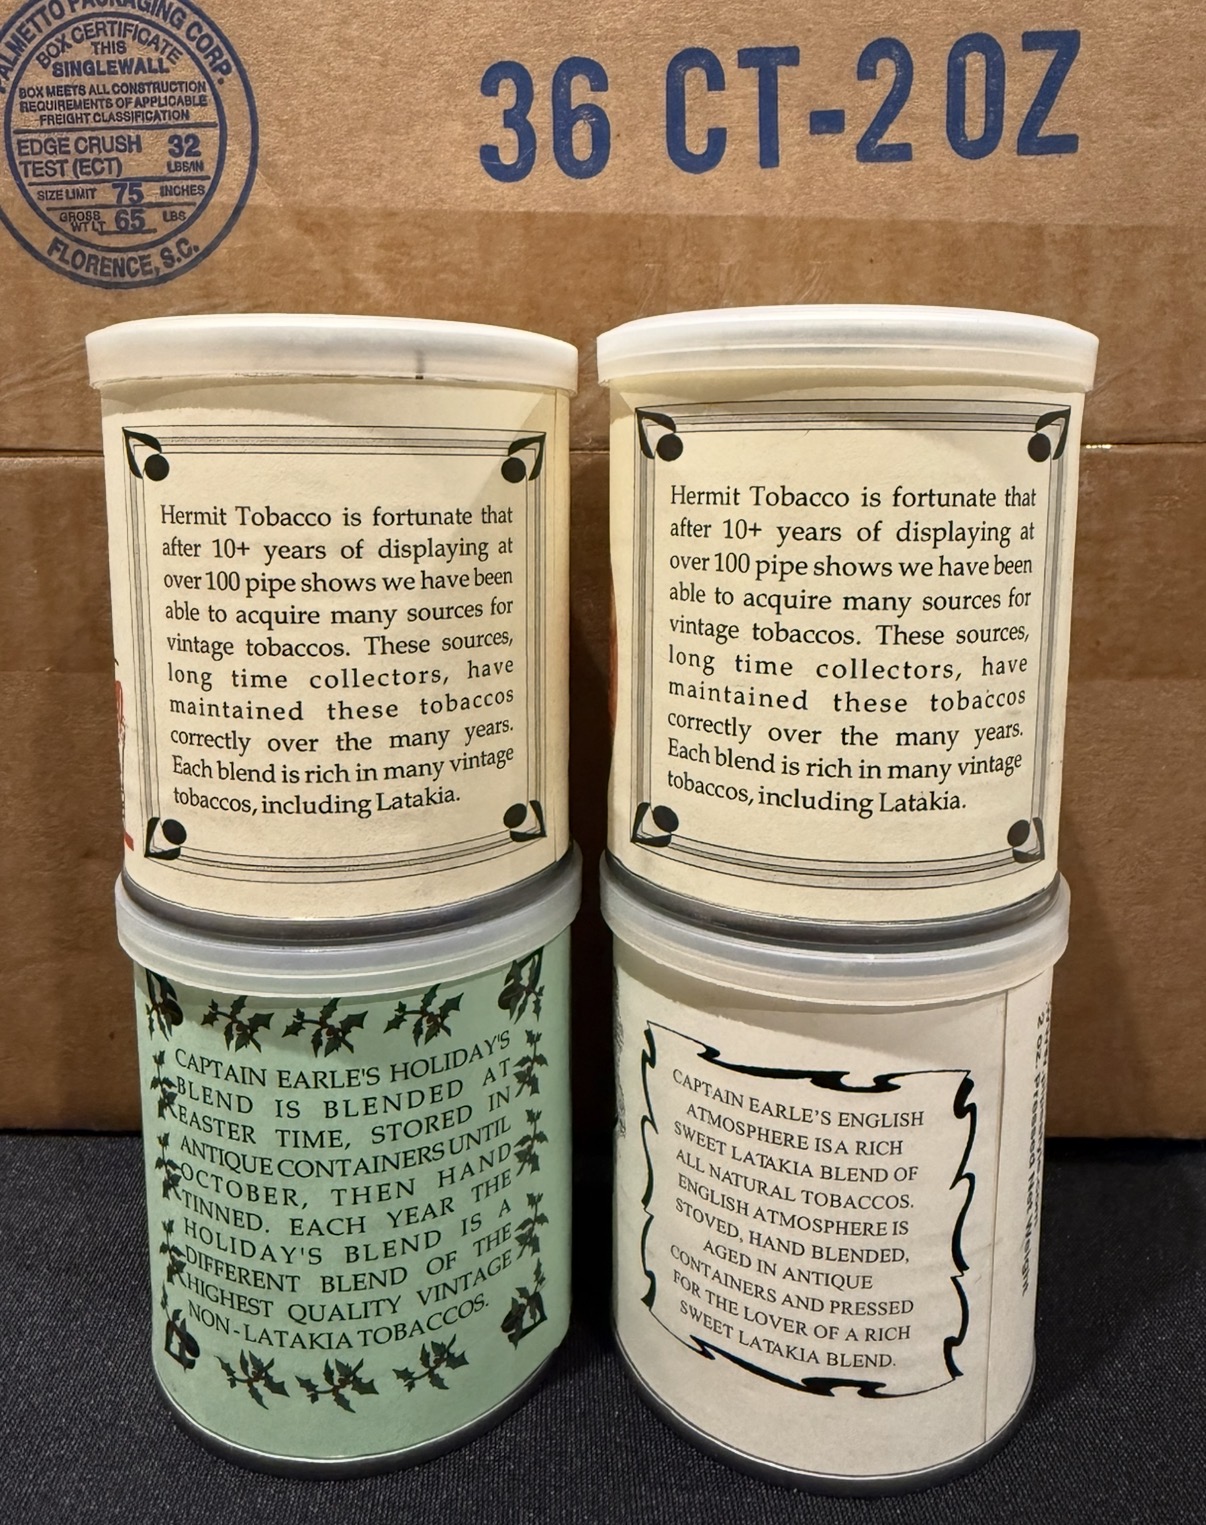 PALMETTO PACKAGING CORP.
BOX CERTIFICATE
THIS
SINGLEWALL
BOX MEETS ALL CONSTRUCTION
REQUIREMENTS OF APPLICABLE
FREIGHT CLASSIFICATION
EDGE CRUSH
TEST (ECT)
32
LBS/IN
SIZE LIMIT 75 INCHES
GROSS
WT LT 65 LBS
FLORENCE, S.C.
36 CT-2 OZ
Hermit Tobacco is fortunate that
after 10+ years of displaying at
over 100 pipe shows we have been
able to acquire many sources for
vintage tobaccos. These sources,
long time collectors, have
maintained these tobaccos
correctly over the many years.
Each blend is rich in many vintage
tobaccos, including Latakia.
Hermit Tobacco is fortunate that
after 10+ years of displaying at
over 100 pipe shows we have been
able to acquire many sources for
vintage tobaccos. These sources,
long time collectors, have
maintained these tobaccos
correctly over the many years.
Each blend is rich in many vintage
tobaccos, including Latakia.
CAPTAIN EARLE'S HOLIDAY'S
BLEND IS BLENDED AT
EASTER TIME, STORED IN
ANTIQUE CONTAINERS UNTIL
OCTOBER, THEN HAND
TINNED. EACH YEAR THE
HOLIDAY'S BLEND IS A
DIFFERENT BLEND OF THE
HIGHEST QUALITY VINTAGE
NON-LATAKIA TOBACCOS.
CAPTAIN EARLE'S ENGLISH
ATMOSPHERE IS A RICH
SWEET LATAKIA BLEND OF
ALL NATURAL TOBACCOS.
ENGLISH ATMOSPHERE IS
STOVED, HAND BLENDED,
AGED IN ANTIQUE
CONTAINERS AND PRESSED
FOR THE LOVER OF A RICH
SWEET LATAKIA BLEND.
2 oz. Pressed Net Weight